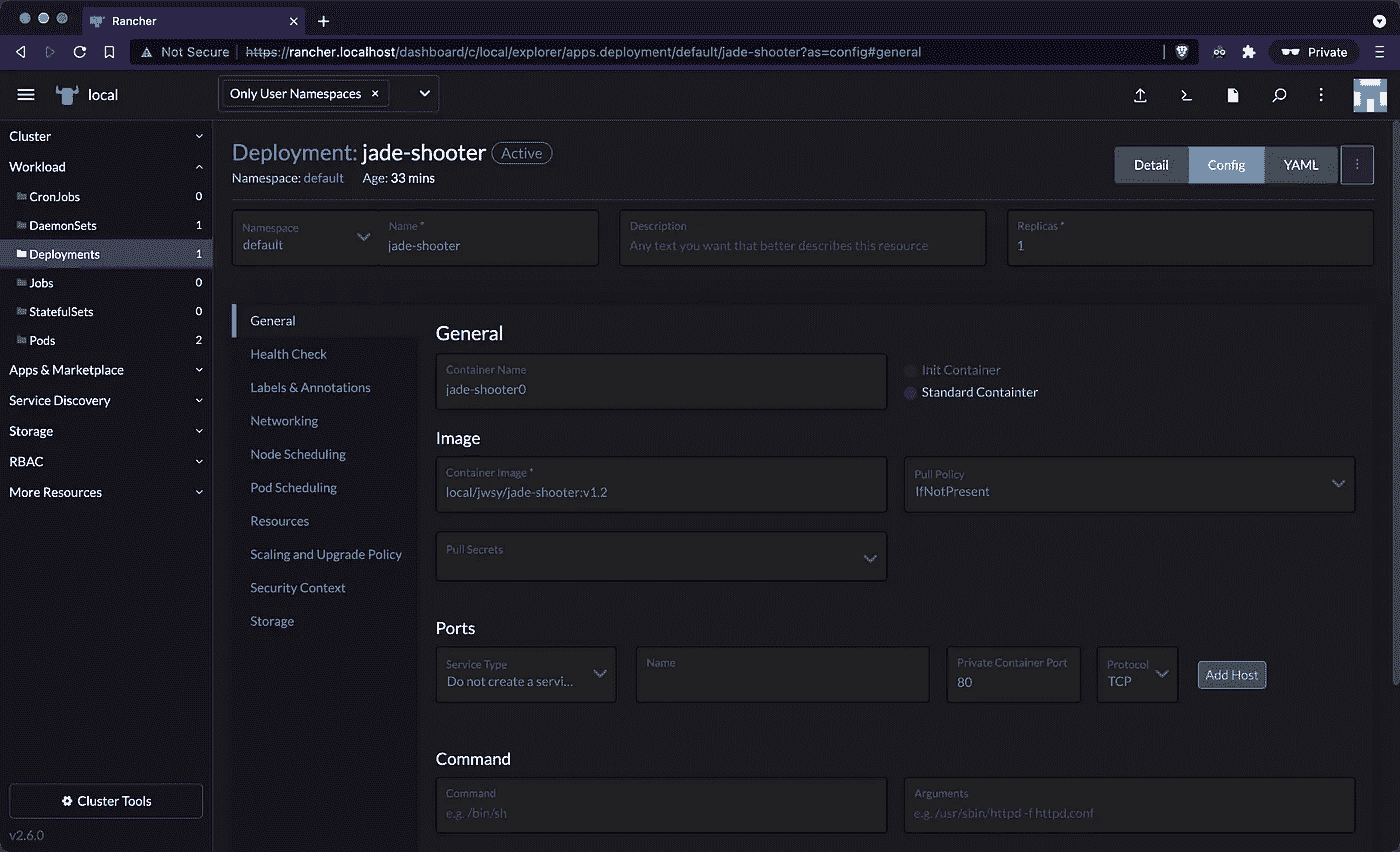 Rancher
Not Secure https://rancher.localhost/dashboard/c/local/explorer/apps.deployment/default/jade-shooter?as=config#general Private
local Only User Namespaces
Cluster
Workload
CronJobs 0
DaemonSets 1
Deployments 1
Jobs 0
StatefulSets 0
Pods 2
Apps & Marketplace
Service Discovery
Storage
RBAC
More Resources
Cluster Tools
v2.6.0
Deployment: jade-shooter Active
Namespace: default Age: 33 mins
Detail Config YAML
Namespace
default
Name *
jade-shooter
Description
Any text you want that better describes this resource
Replicas *
1
General
Health Check
Labels & Annotations
Networking
Node Scheduling
Pod Scheduling
Resources
Scaling and Upgrade Policy
Security Context
Storage
General
Container Name
jade-shooter0
Init Container
Standard Containter
Image
Container Image *
local/jwsy/jade-shooter:v1.2
Pull Policy
IfNotPresent
Pull Secrets
Ports
Service Type
Do not create a servi...
Name
Private Container Port
80
Protocol
TCP
Add Host
Command
Command
e.g. /bin/sh
Arguments
e.g. /usr/sbin/httpd -f httpd.conf